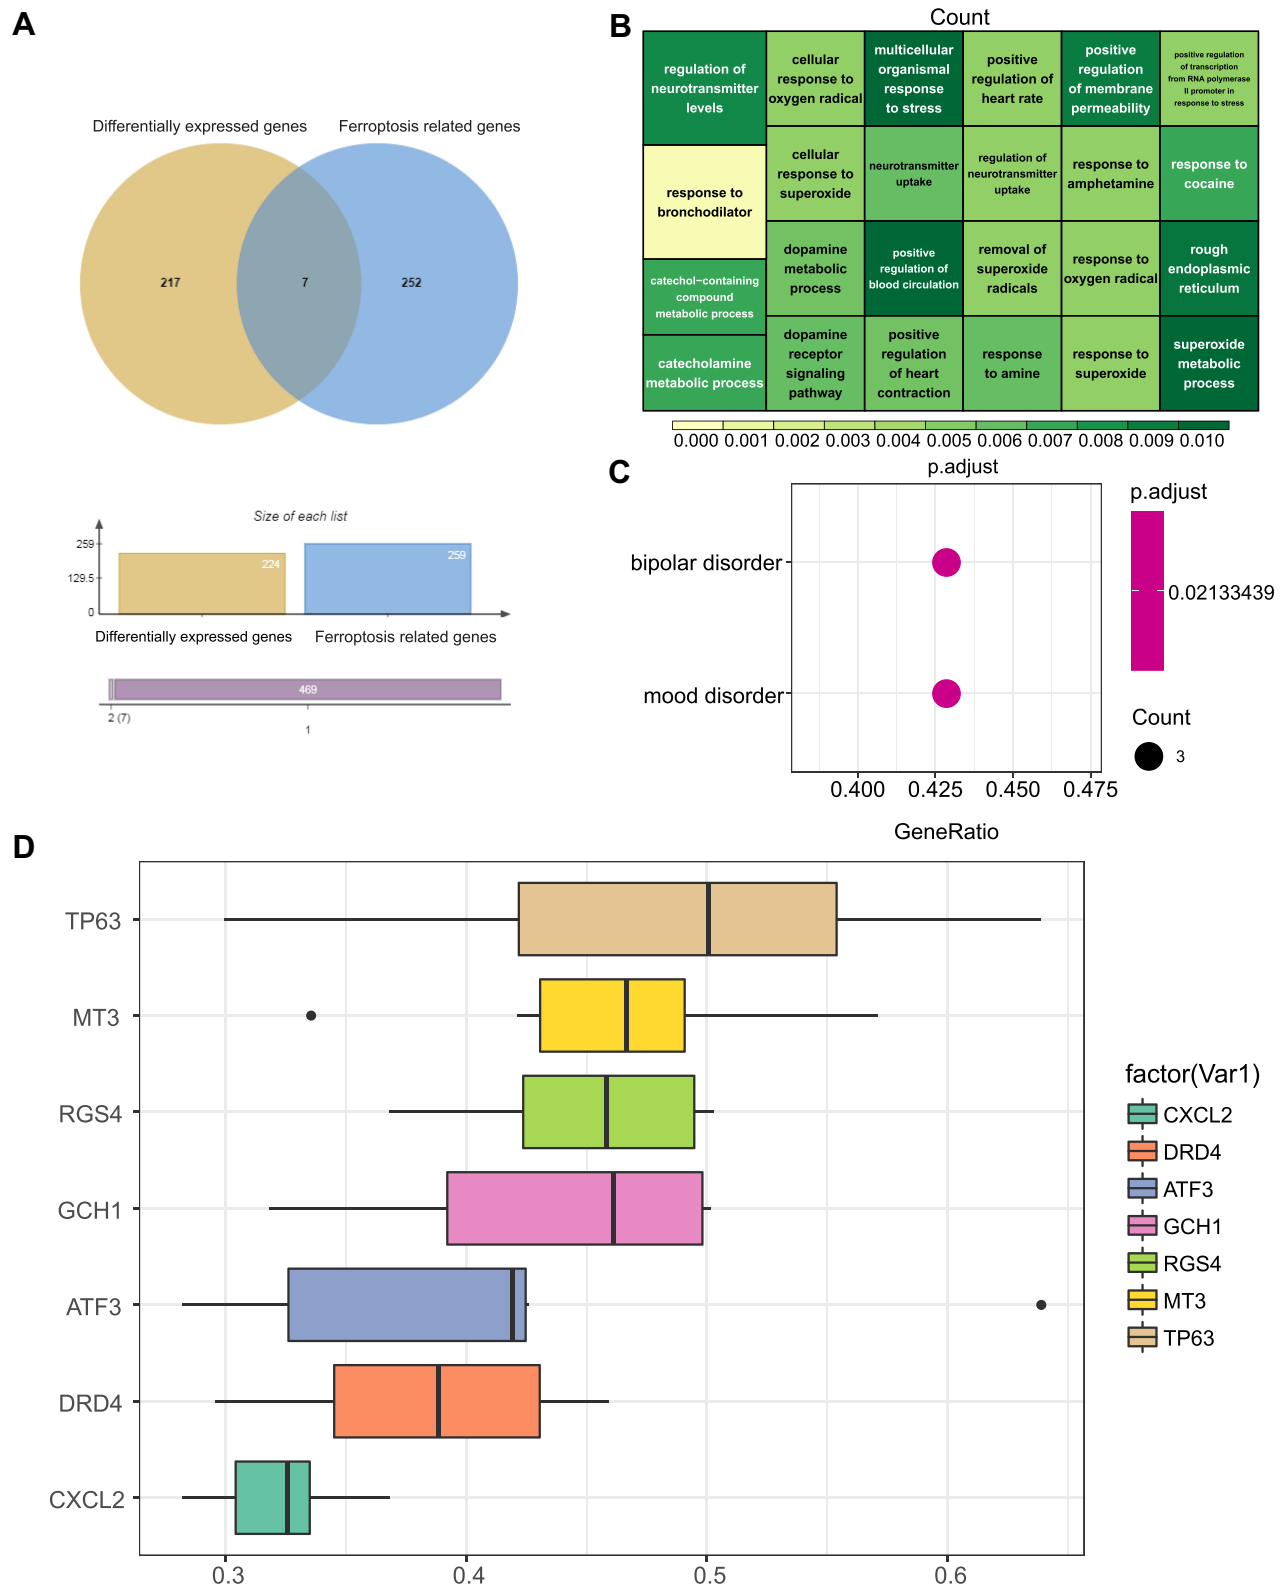 A
Differentially expressed genes
Ferroptosis related genes
217
7
252
Size of each list
259
129.5
0
224
259
Differentially expressed genes
Ferroptosis related genes
469
2 (7)
1
B
Count
regulation of
neurotransmitter
levels
response to
bronchodilator
catechol−containing
compound
metabolic process
catecholamine
metabolic process
cellular
response to
oxygen radical
multicellular
organismal
response
to stress
positive
regulation of
heart rate
positive
regulation
of membrane
permeability
positive regulation
of transcription
from RNA polymerase
II promoter in
response to stress
cellular
response to
superoxide
neurotransmitter
uptake
regulation of
neurotransmitter
uptake
response to
amphetamine
response to
cocaine
dopamine
metabolic
process
positive
regulation of
blood circulation
removal of
superoxide
radicals
response to
oxygen radical
rough
endoplasmic
reticulum
dopamine
receptor
signaling
pathway
positive
regulation
of heart
contraction
response
to amine
response to
superoxide
superoxide
metabolic
process
0.000 0.001 0.002 0.003 0.004 0.005 0.006 0.007 0.008 0.009 0.010
p.adjust
C
bipolar disorder
mood disorder
0.400 0.425 0.450 0.475
GeneRatio
p.adjust
0.02133439
Count
3
D
TP63
MT3
RGS4
GCH1
ATF3
DRD4
CXCL2
0.3 0.4 0.5 0.6
factor(Var1)
CXCL2
DRD4
ATF3
GCH1
RGS4
MT3
TP63